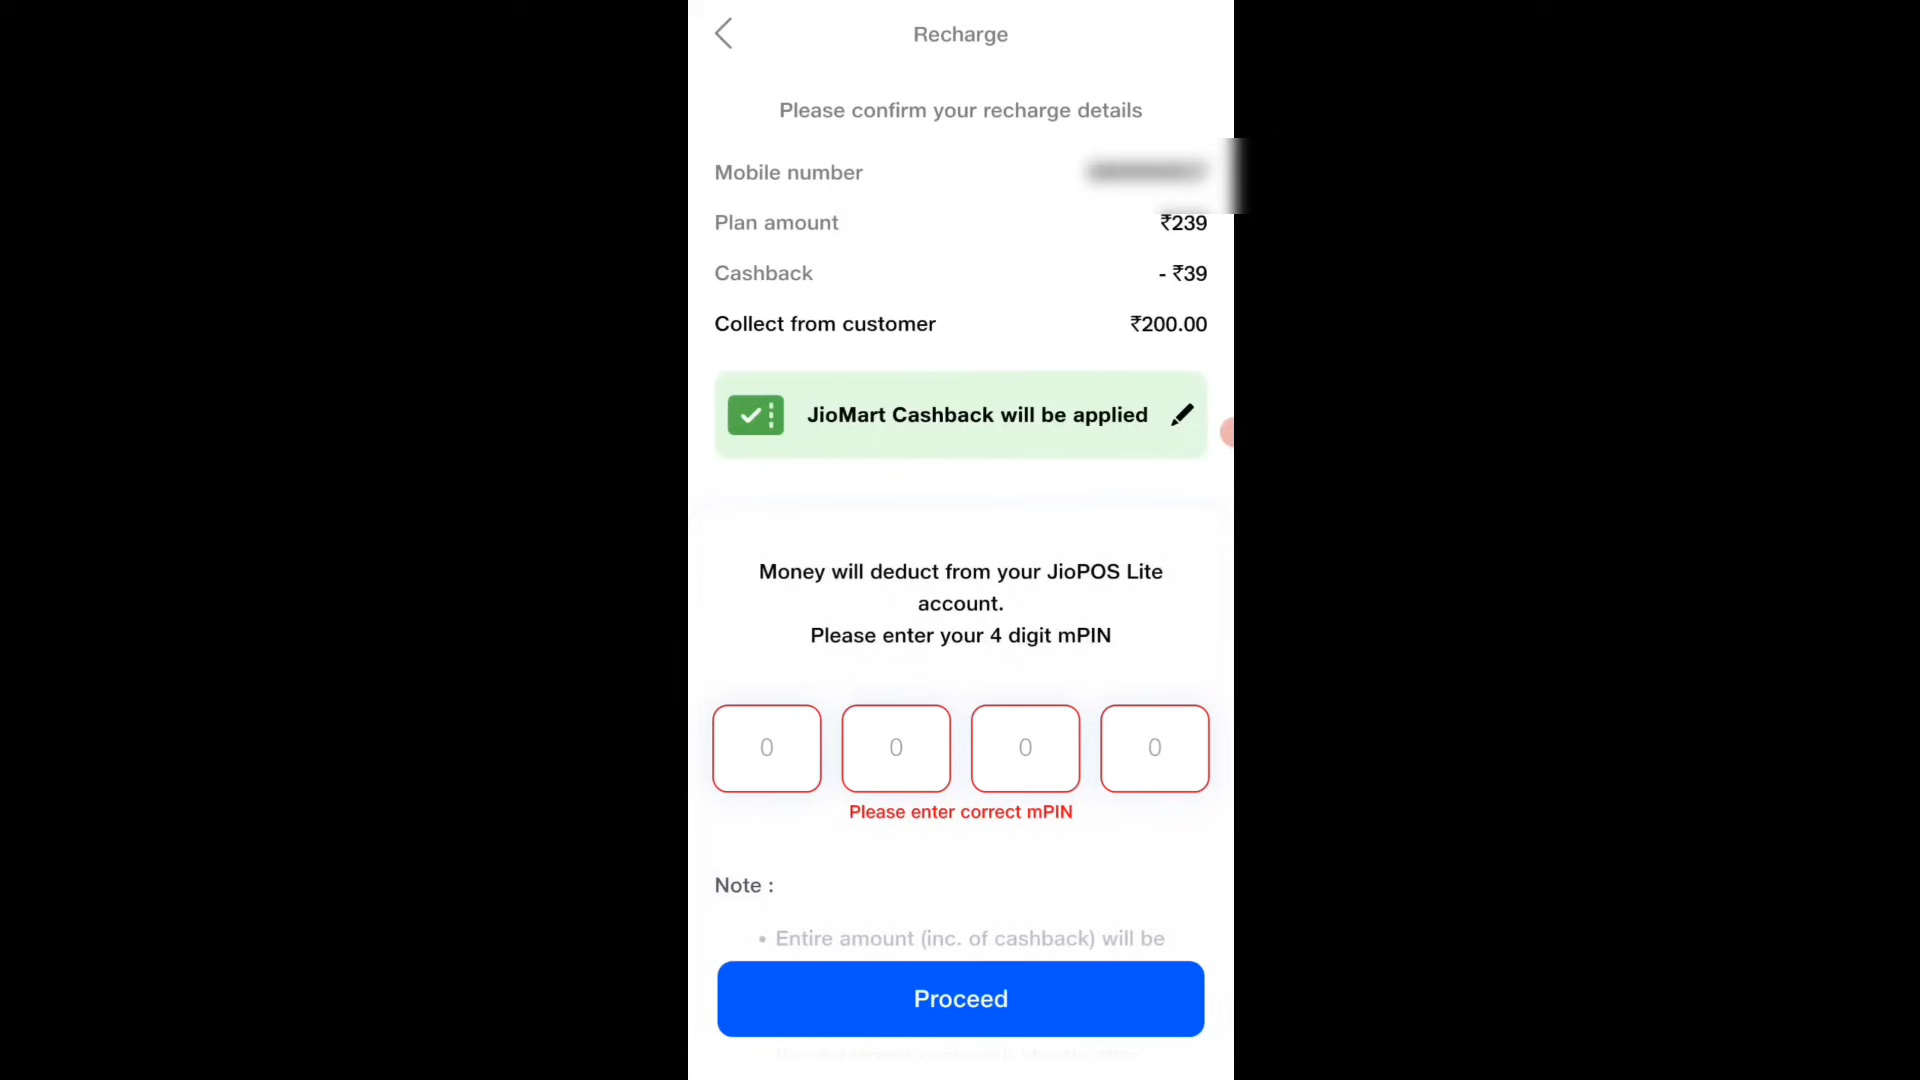 Recharge
Please confirm your recharge details
Mobile number
Plan amount ₹239
Cashback - ₹39
Collect from customer ₹200.00
JioMart Cashback will be applied
Money will deduct from your JioPOS Lite
account.
Please enter your 4 digit mPIN
0 0 0 0
Please enter correct mPIN
Note :
• Entire amount (inc. of cashback) will be
Proceed